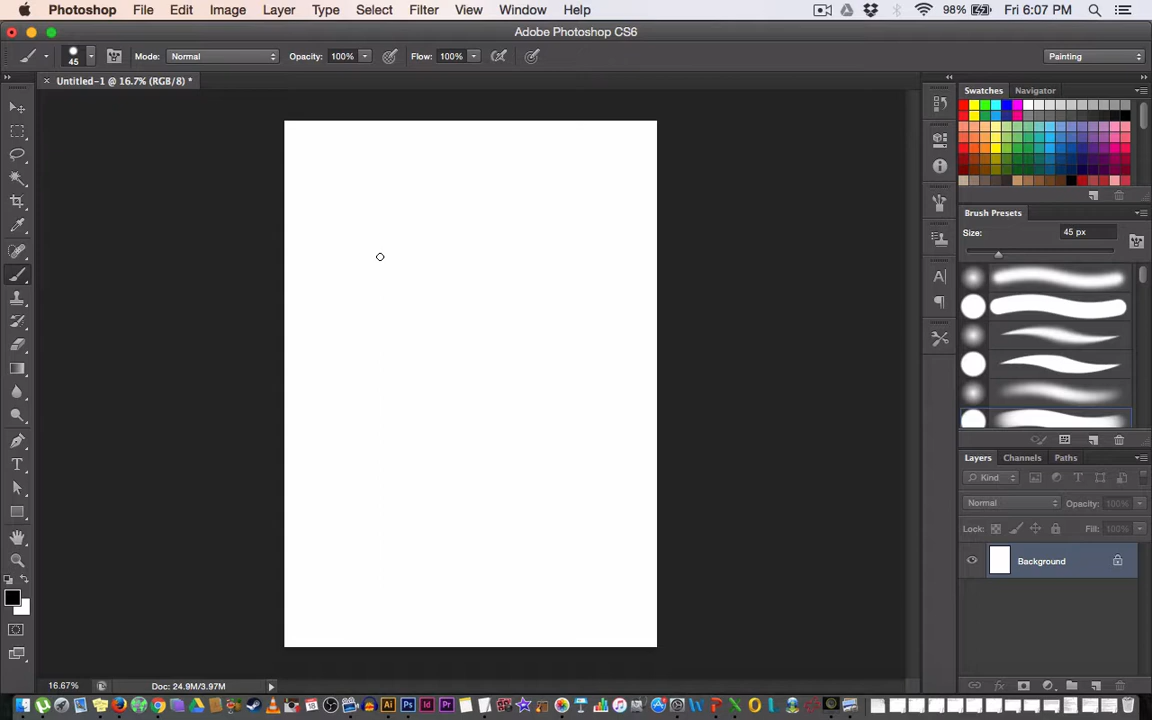 Photoshop File Edit Image Layer Type Select Filter View Window Help 98% Fri 6:07 PM
Adobe Photoshop CS6
45 Mode: Normal Opacity: 100% Flow: 100% Painting
× Untitled-1 @ 16.7% (RGB/8) *
Swatches Navigator
Brush Presets
Size: 45 px
Layers Channels Paths
Kind
Normal Opacity: 100%
Lock: Fill: 100%
Background
16.67% Doc: 24.9M/3.97M